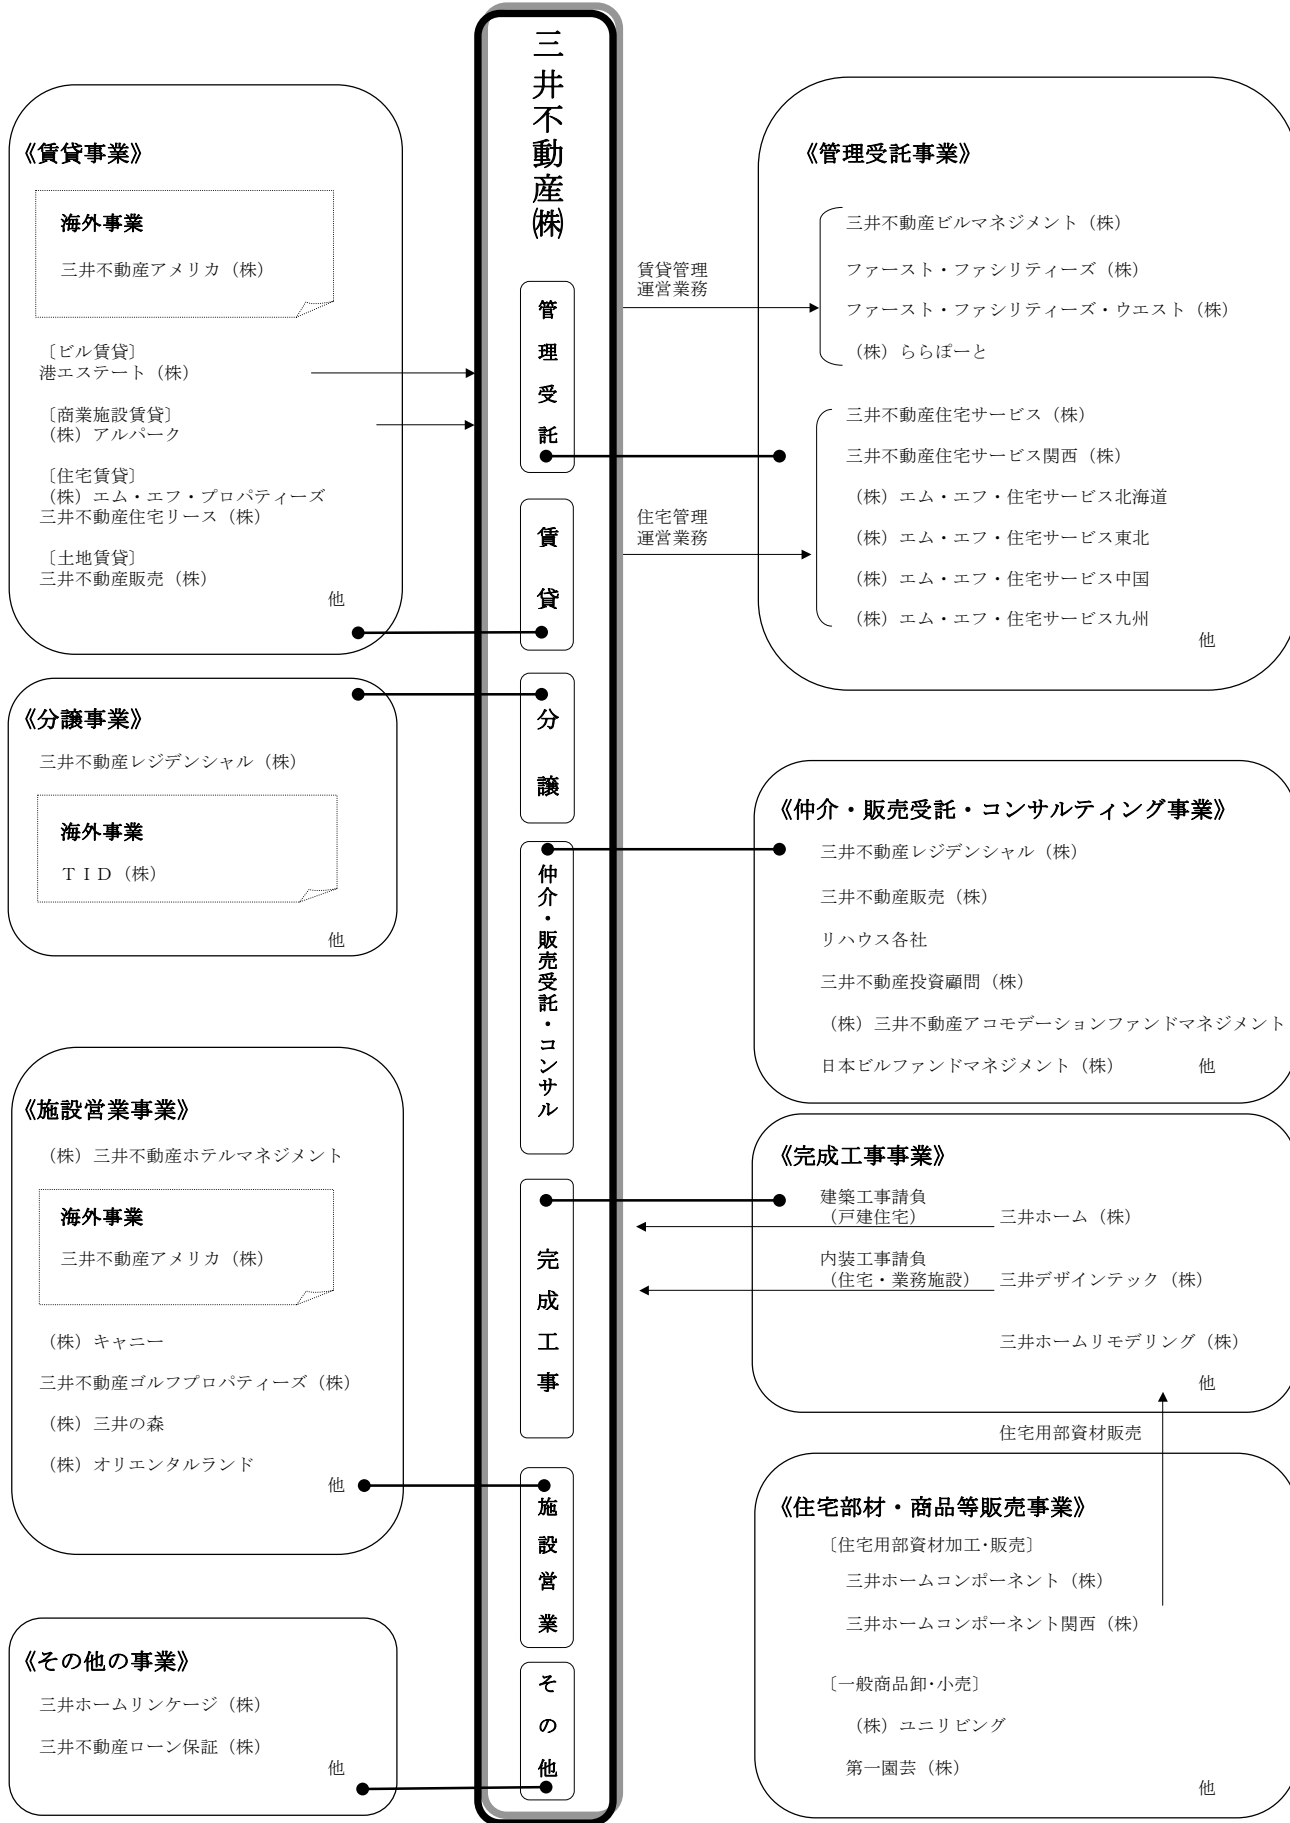 三井不動産㈱
管理受託
賃貸
分譲
仲介・販売受託・コンサル
完成工事
施設営業
その他
《賃貸事業》
海外事業
三井不動産アメリカ（株）
〔ビル賃貸〕
港エステート（株）
〔商業施設賃貸〕
（株）アルパーク
〔住宅賃貸〕
（株）エム・エフ・プロパティーズ
三井不動産住宅リース（株）
〔土地賃貸〕
三井不動産販売（株）
他
《分譲事業》
三井不動産レジデンシャル（株）
海外事業
ＴＩＤ（株）
他
《施設営業事業》
（株）三井不動産ホテルマネジメント
海外事業
三井不動産アメリカ（株）
（株）キャニー
三井不動産ゴルフプロパティーズ（株）
（株）三井の森
（株）オリエンタルランド
他
《その他の事業》
三井ホームリンケージ（株）
三井不動産ローン保証（株）
他
賃貸管理
運営業務
住宅管理
運営業務
《管理受託事業》
三井不動産ビルマネジメント（株）
ファースト・ファシリティーズ（株）
ファースト・ファシリティーズ・ウエスト（株）
（株）ららぽーと
三井不動産住宅サービス（株）
三井不動産住宅サービス関西（株）
（株）エム・エフ・住宅サービス北海道
（株）エム・エフ・住宅サービス東北
（株）エム・エフ・住宅サービス中国
（株）エム・エフ・住宅サービス九州
他
《仲介・販売受託・コンサルティング事業》
三井不動産レジデンシャル（株）
三井不動産販売（株）
リハウス各社
三井不動産投資顧問（株）
（株）三井不動産アコモデーションファンドマネジメント
日本ビルファンドマネジメント（株） 他
《完成工事事業》
建築工事請負
（戸建住宅） 三井ホーム（株）
内装工事請負
（住宅・業務施設） 三井デザインテック（株）
三井ホームリモデリング（株）
他
住宅用部資材販売
《住宅部材・商品等販売事業》
〔住宅用部資材加工･販売〕
三井ホームコンポーネント（株）
三井ホームコンポーネント関西（株）
〔一般商品卸･小売〕
（株）ユニリビング
第一園芸（株）
他